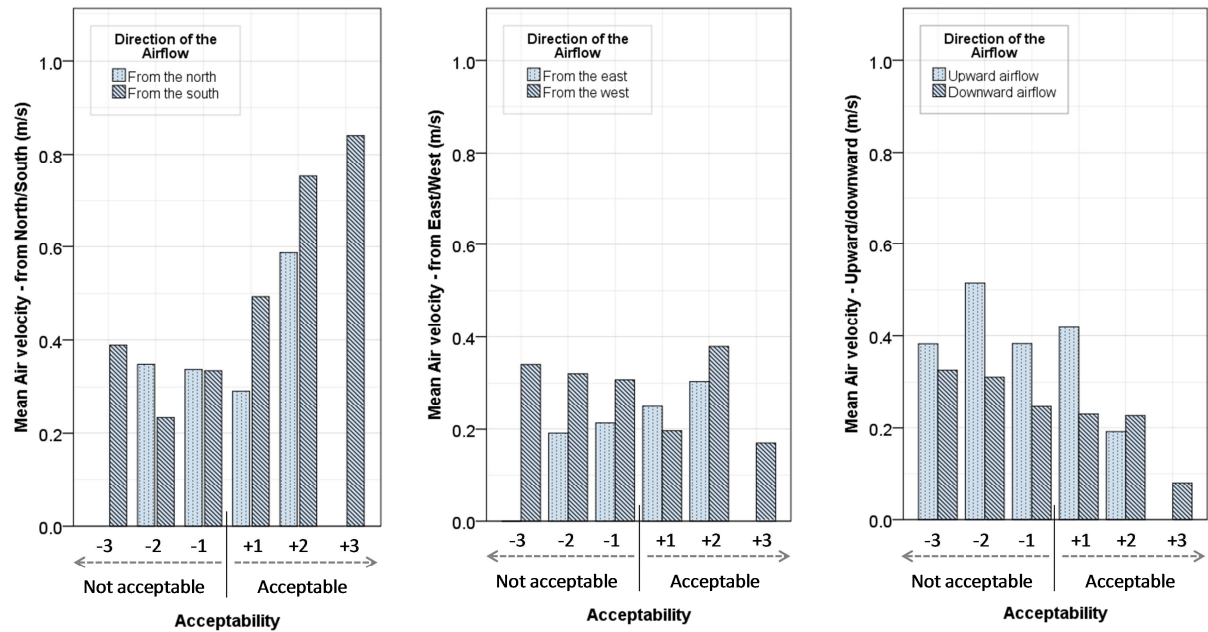 Mean Air velocity - from North/South (m/s)
Direction of the
Airflow
From the north
From the south
1.0
0.8
0.6
0.4
0.2
0.0
-3 -2 -1 +1 +2 +3
Not acceptable Acceptable
Acceptability
Mean Air velocity - from East/West (m/s)
Direction of the
Airflow
From the east
From the west
1.0
0.8
0.6
0.4
0.2
0.0
-3 -2 -1 +1 +2 +3
Not acceptable Acceptable
Acceptability
Mean Air velocity - Upward/downward (m/s)
Direction of the
Airflow
Upward airflow
Downward airflow
1.0
0.8
0.6
0.4
0.2
0.0
-3 -2 -1 +1 +2 +3
Not acceptable Acceptable
Acceptability